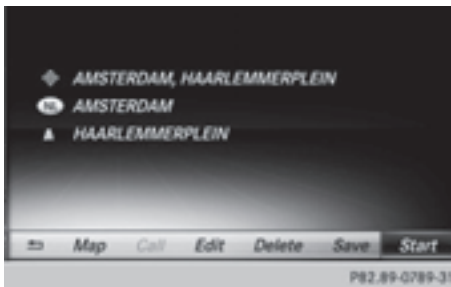 AMSTERDAM, HAARLEMMERPLEIN
NL AMSTERDAM
HAARLEMMERPLEIN
Map Call Edit Delete Save Start
P82.89-0789-31